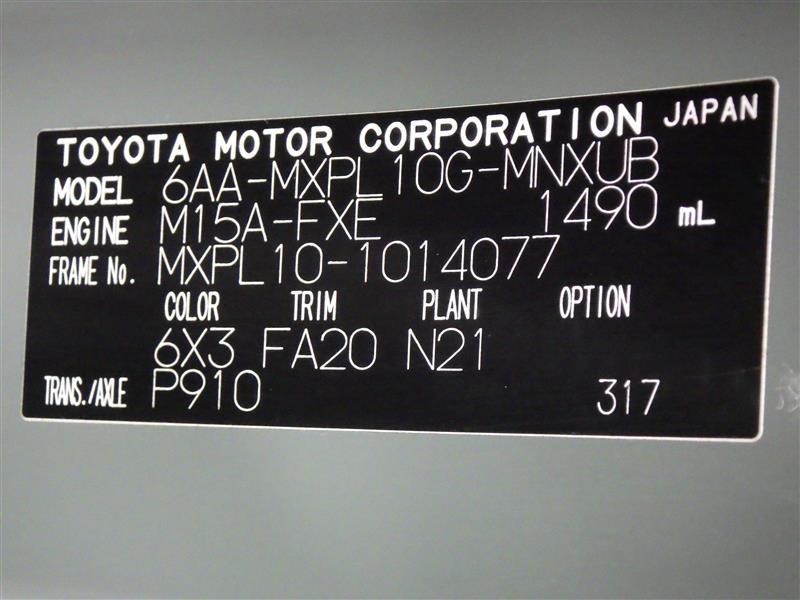 TOYOTA MOTOR CORPORATION JAPAN
MODEL 6AA-MXPL10G-MNXUB
ENGINE M15A-FXE 1490 mL
FRAME No. MXPL10-1014077
COLOR TRIM PLANT OPTION
6X3 FA20 N21
TRANS./AXLE P910 317